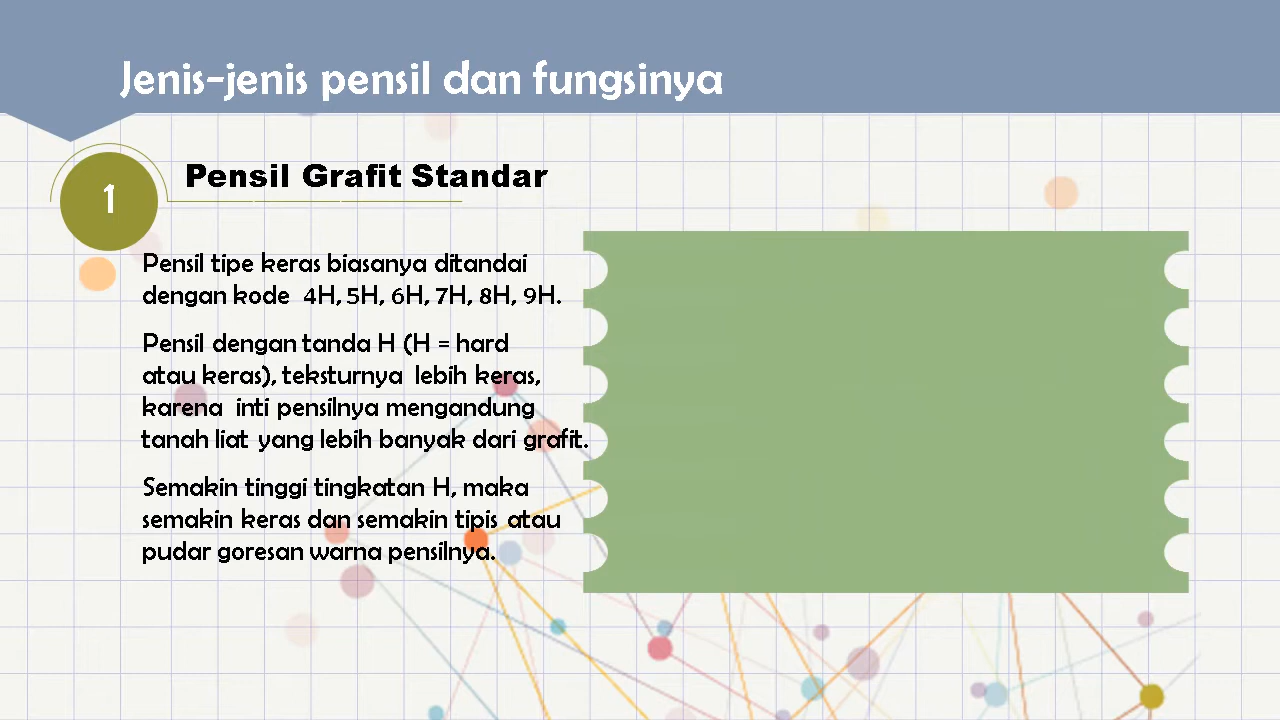 Jenis-jenis pensil dan fungsinya
1
Pensil Grafit Standar
Pensil tipe keras biasanya ditandai
dengan kode 4H, 5H, 6H, 7H, 8H, 9H.
Pensil dengan tanda H (H = hard
atau keras), teksturnya lebih keras,
karena inti pensilnya mengandung
tanah liat yang lebih banyak dari grafit.
Semakin tinggi tingkatan H, maka
semakin keras dan semakin tipis atau
pudar goresan warna pensilnya.